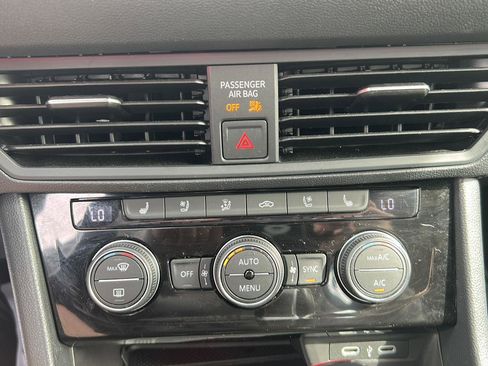 PASSENGER
AIR BAG
OFF
LO
LO
MAX
AUTO
MAX A/C
OFF
SYNC
MENU
A/C